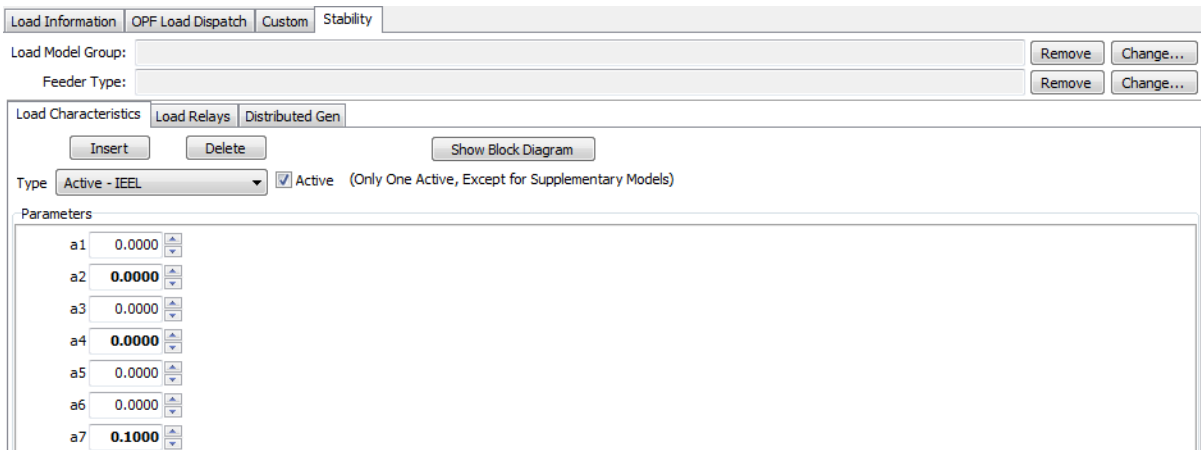 Load Information OPF Load Dispatch Custom Stability
Load Model Group: Remove Change...
Feeder Type: Remove Change...
Load Characteristics Load Relays Distributed Gen
Insert Delete Show Block Diagram
Type Active - IEEL Active (Only One Active, Except for Supplementary Models)
Parameters
a1 0.0000
a2 0.0000
a3 0.0000
a4 0.0000
a5 0.0000
a6 0.0000
a7 0.1000